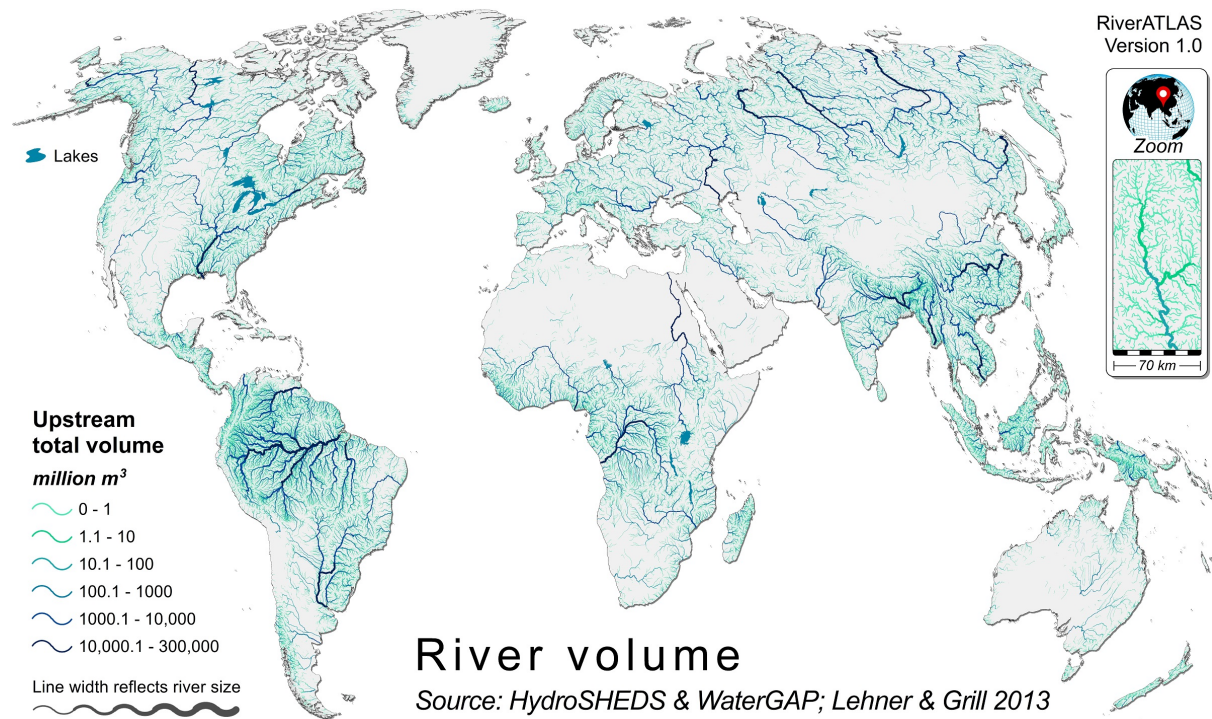 RiverATLAS
Version 1.0
Zoom
70 km
Lakes
Upstream
total volume
million m³
0 - 1
1.1 - 10
10.1 - 100
100.1 - 1000
1000.1 - 10,000
10,000.1 - 300,000
Line width reflects river size
River volume
Source: HydroSHEDS & WaterGAP; Lehner & Grill 2013